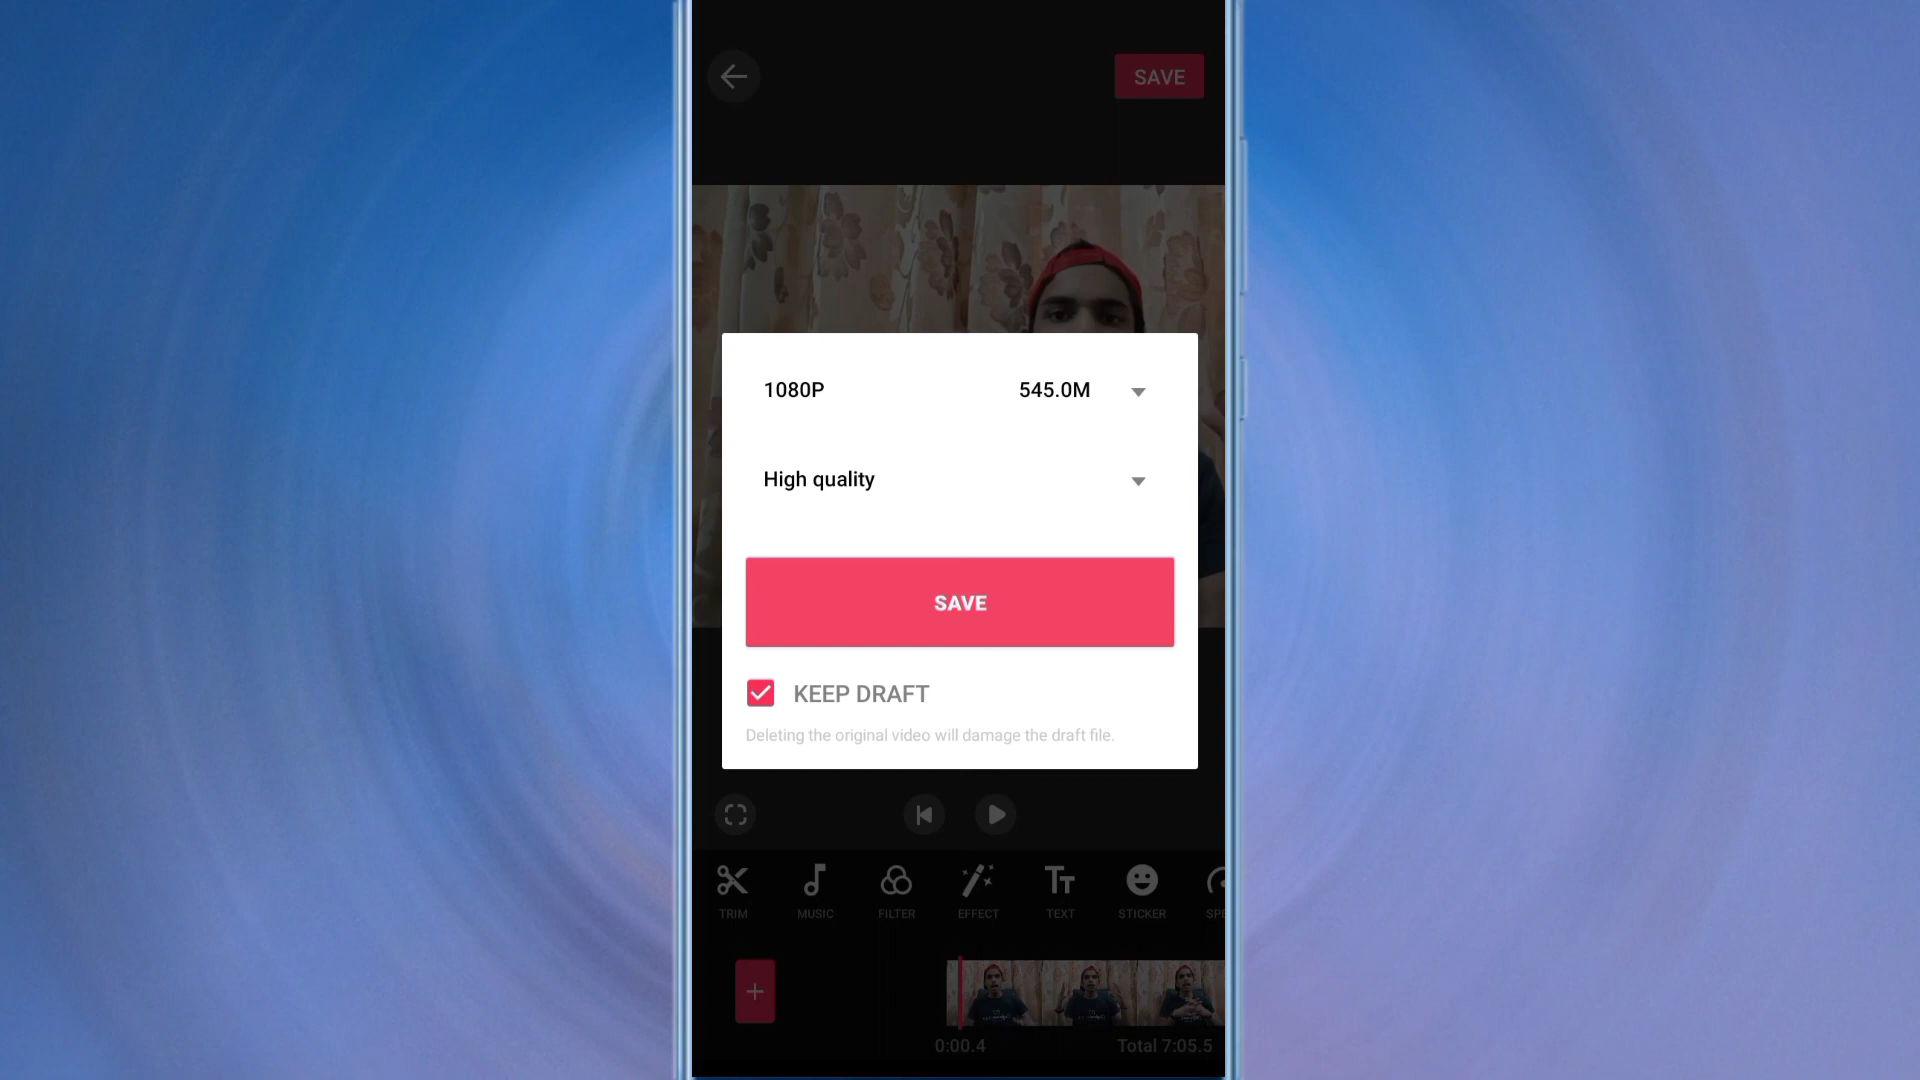 SAVE
1080P 545.0M
High quality
SAVE
KEEP DRAFT
Deleting the original video will damage the draft file.
TRIM MUSIC FILTER EFFECT TEXT STICKER SPE
0:00.4 Total 7:05.5